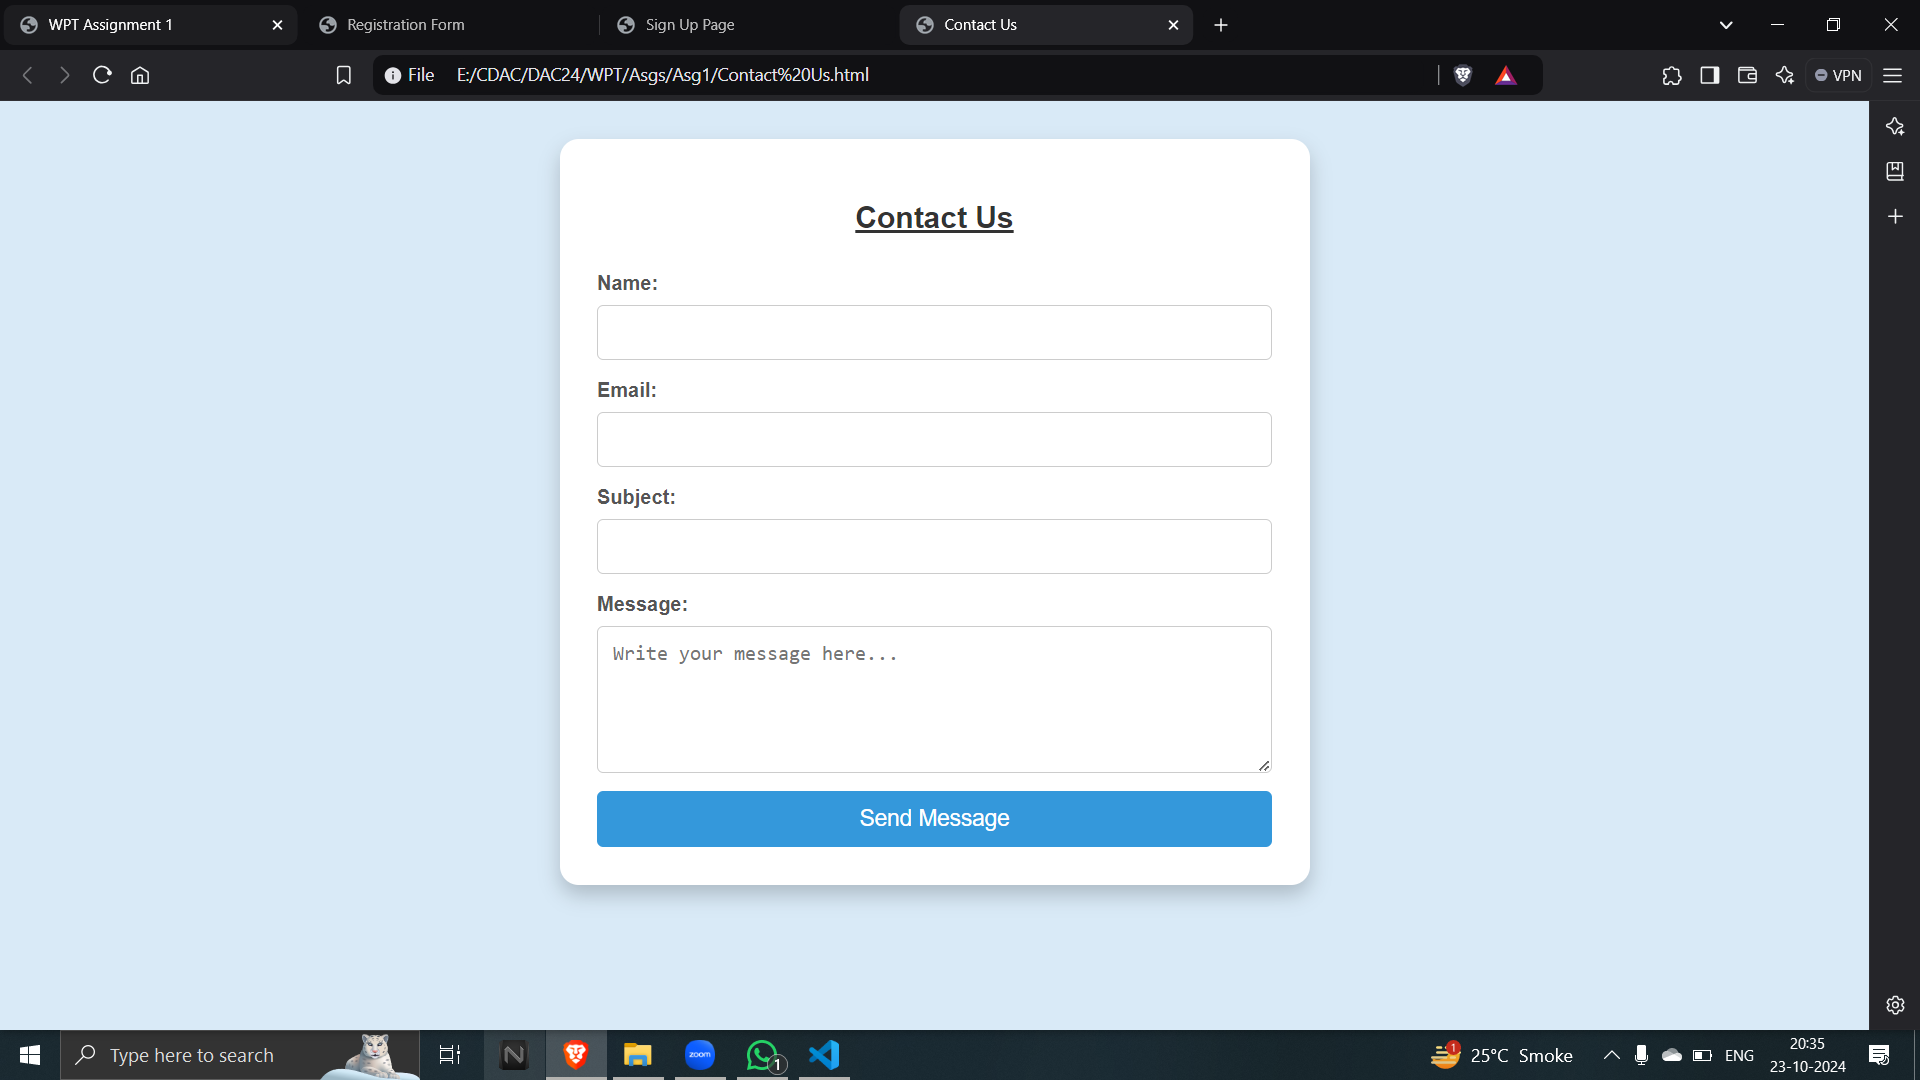 WPT Assignment 1
Registration Form
Sign Up Page
Contact Us
File E:/CDAC/DAC24/WPT/Asgs/Asg1/Contact%20Us.html
VPN
Contact Us
Name:
Email:
Subject:
Message:
Write your message here...
Send Message
Type here to search
N
zoom
1
1
25°C Smoke
ENG
20:35
23-10-2024